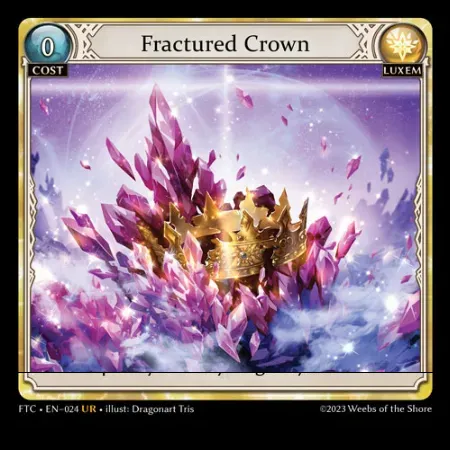 0
Fractured Crown
COST
LUXEM
FTC • EN–024 UR • illust: Dragonart Tris
©2023 Weebs of the Shore